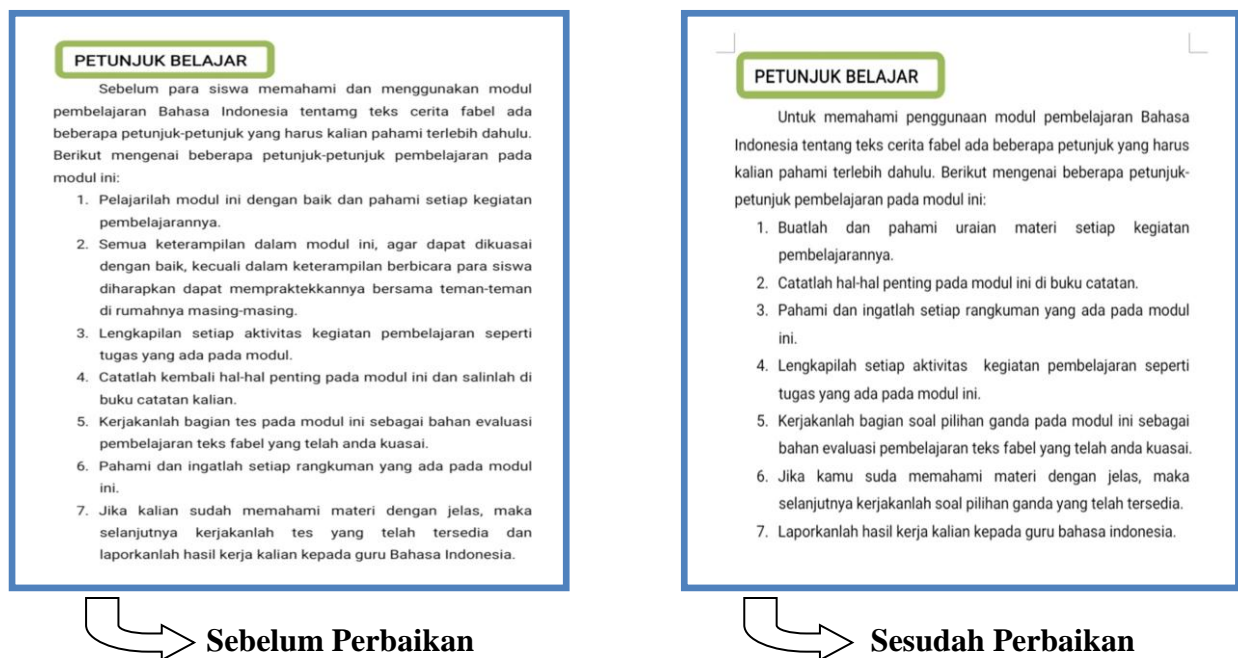 PETUNJUK BELAJAR
Sebelum para siswa memahami dan menggunakan modul
pembelajaran Bahasa Indonesia tentamg teks cerita fabel ada
beberapa petunjuk-petunjuk yang harus kalian pahami terlebih dahulu.
Berikut mengenai beberapa petunjuk-petunjuk pembelajaran pada
modul ini:
1. Pelajarilah modul ini dengan baik dan pahami setiap kegiatan
pembelajarannya.
2. Semua keterampilan dalam modul ini, agar dapat dikuasai
dengan baik, kecuali dalam keterampilan berbicara para siswa
diharapkan dapat mempraktekkannya bersama teman-teman
di rumahnya masing-masing.
3. Lengkapilan setiap aktivitas kegiatan pembelajaran seperti
tugas yang ada pada modul.
4. Catatlah kembali hal-hal penting pada modul ini dan salinlah di
buku catatan kalian.
5. Kerjakanlah bagian tes pada modul ini sebagai bahan evaluasi
pembelajaran teks fabel yang telah anda kuasai.
6. Pahami dan ingatlah setiap rangkuman yang ada pada modul
ini.
7. Jika kalian sudah memahami materi dengan jelas, maka
selanjutnya kerjakanlah tes yang telah tersedia dan
laporkanlah hasil kerja kalian kepada guru Bahasa Indonesia.
Sebelum Perbaikan
PETUNJUK BELAJAR
Untuk memahami penggunaan modul pembelajaran Bahasa
Indonesia tentang teks cerita fabel ada beberapa petunjuk yang harus
kalian pahami terlebih dahulu. Berikut mengenai beberapa petunjuk-
petunjuk pembelajaran pada modul ini:
1. Buatlah dan pahami uraian materi setiap kegiatan
pembelajarannya.
2. Catatlah hal-hal penting pada modul ini di buku catatan.
3. Pahami dan ingatlah setiap rangkuman yang ada pada modul
ini.
4. Lengkapilah setiap aktivitas kegiatan pembelajaran seperti
tugas yang ada pada modul ini.
5. Kerjakanlah bagian soal pilihan ganda pada modul ini sebagai
bahan evaluasi pembelajaran teks fabel yang telah anda kuasai.
6. Jika kamu suda memahami materi dengan jelas, maka
selanjutnya kerjakanlah soal pilihan ganda yang telah tersedia.
7. Laporkanlah hasil kerja kalian kepada guru bahasa indonesia.
Sesudah Perbaikan